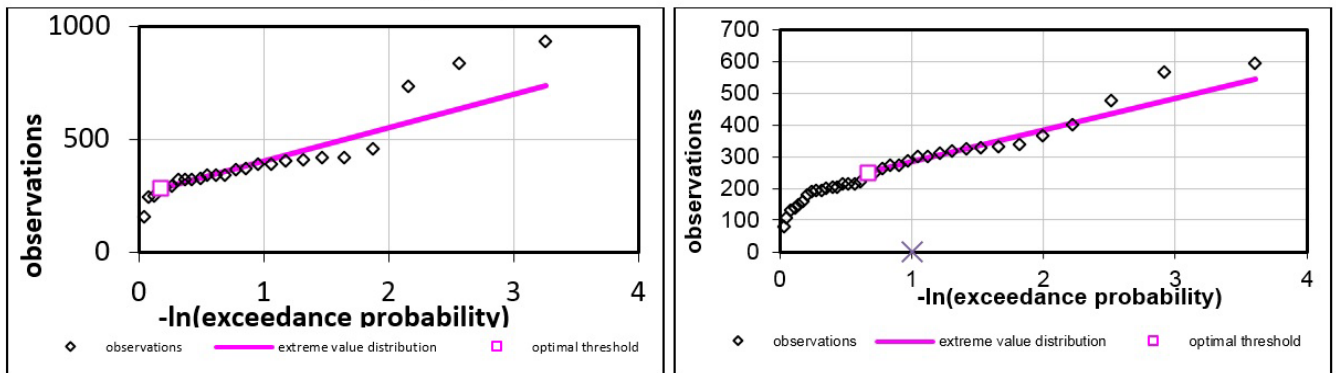 1000
500
0
observations
0 1 2 3 4
-ln(exceedance probability)
observations extreme value distribution optimal threshold
700
600
500
400
300
200
100
0
observations
0 1 2 3 4
-ln(exceedance probability)
observations extreme value distribution optimal threshold